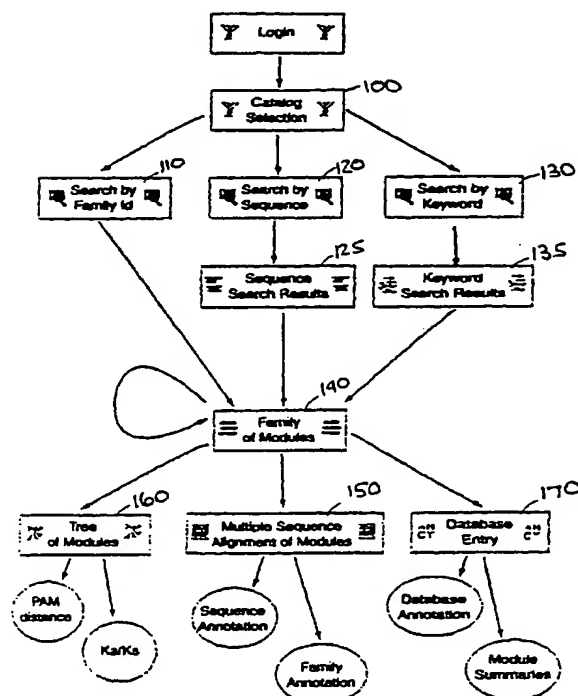 Login
100
Catalog
Selection
110
120
130
Search by
Family Id
Search by
Sequence
Search by
Keyword
125
135
Sequence
Search Results
Keyword
Search Results
140
Family
of Modules
160
150
170
Tree
of Modules
Multiple Sequence
Alignment of Modules
Database
Entry
PAM
distance
Sequence
Annotation
Database
Annotation
Ka/Ks
Family
Annotation
Module
Summaries